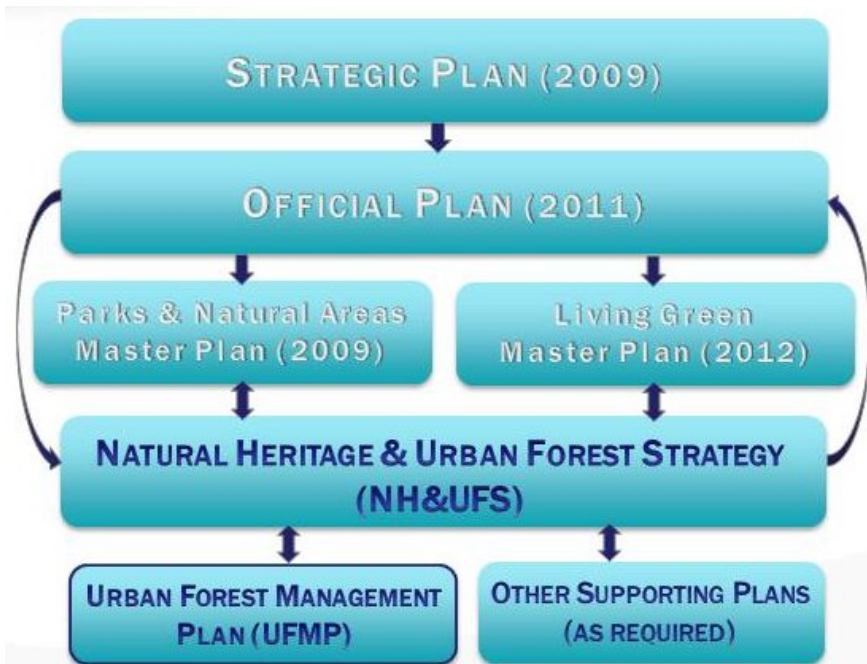 STRATEGIC PLAN (2009)
OFFICIAL PLAN (2011)
Parks & Natural Areas
Master Plan (2009)
Living Green
Master Plan (2012)
NATURAL HERITAGE & URBAN FOREST STRATEGY
(NH&UFS)
URBAN FOREST MANAGEMENT
PLAN (UFMP)
OTHER SUPPORTING PLANS
(AS REQUIRED)